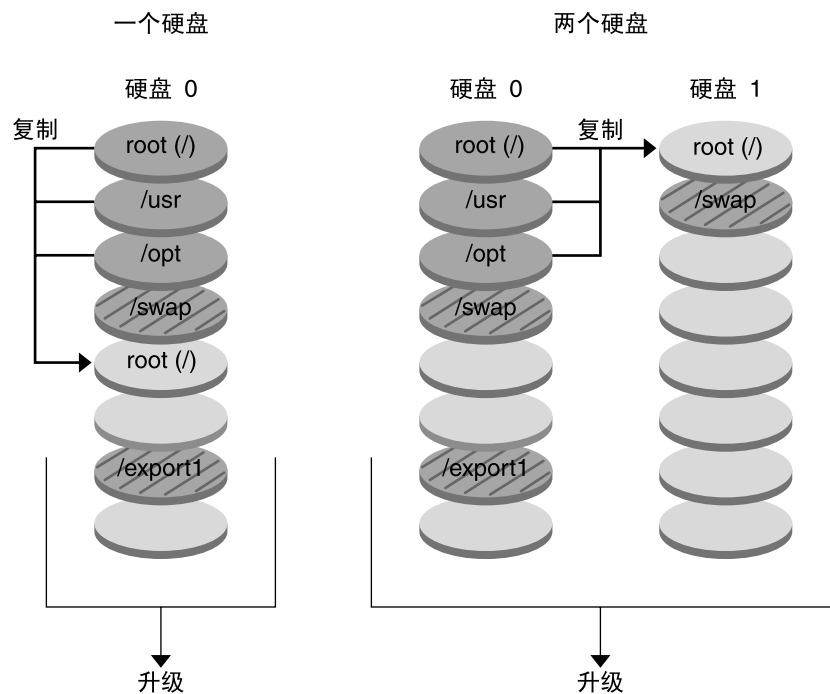 一个硬盘
两个硬盘
硬盘 0
硬盘 0
硬盘 1
复制
root (/)
/usr
/opt
/swap
root (/)
/export1
升级
复制
root (/)
/usr
/opt
/swap
/export1
root (/)
/swap
升级